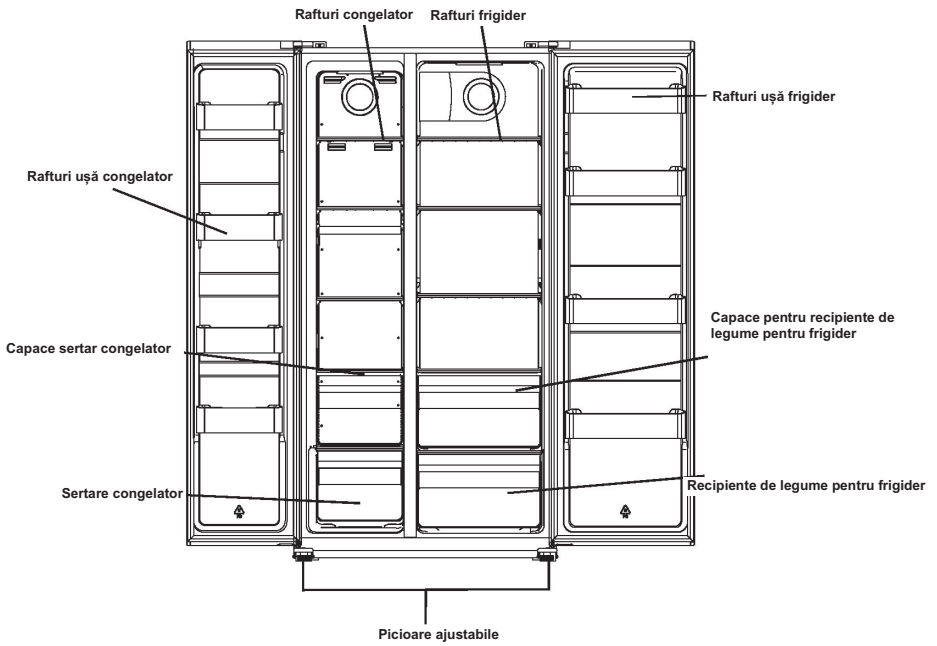 Rafturi congelator
Rafturi frigider
Rafturi ușă frigider
Rafturi ușă congelator
Capace pentru recipiente de
legume pentru frigider
Capace sertar congelator
Sertare congelator
Recipiente de legume pentru frigider
Picioare ajustabile